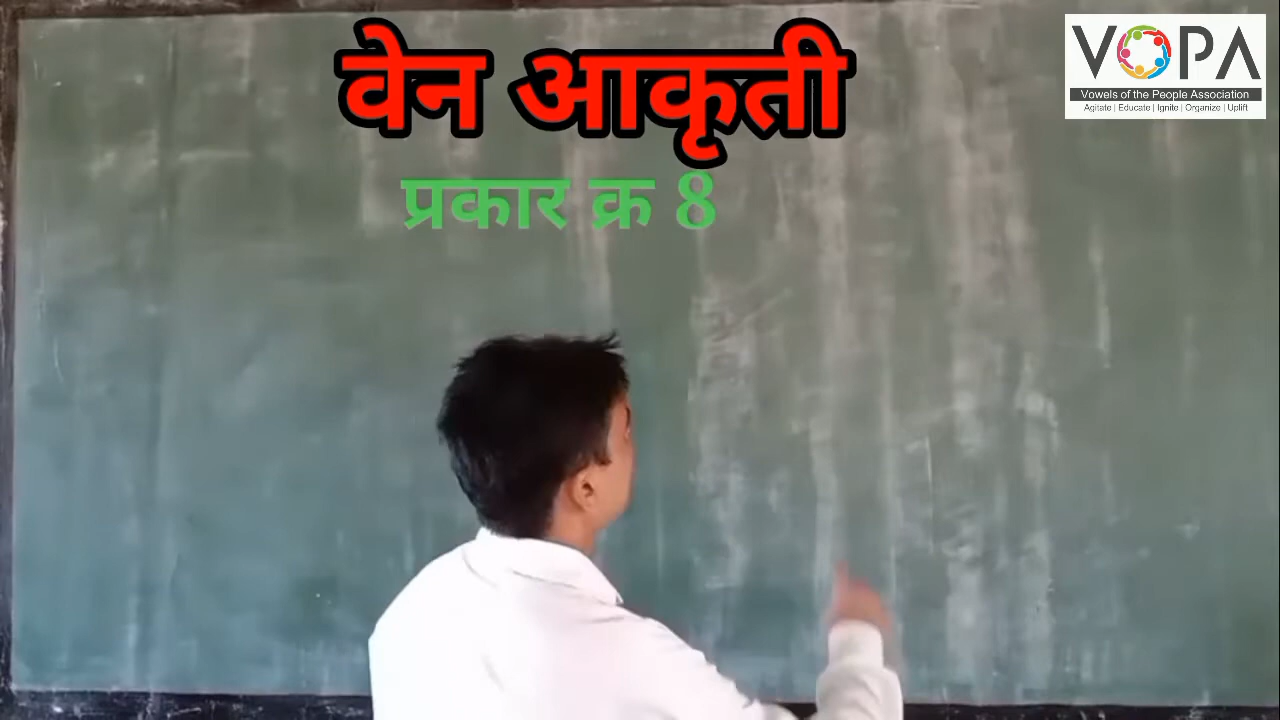 वेन आकृती
प्रकार क्र 8
VOPA
Vowels of the People Association
Agitate | Educate | Ignite | Organize | Uplift